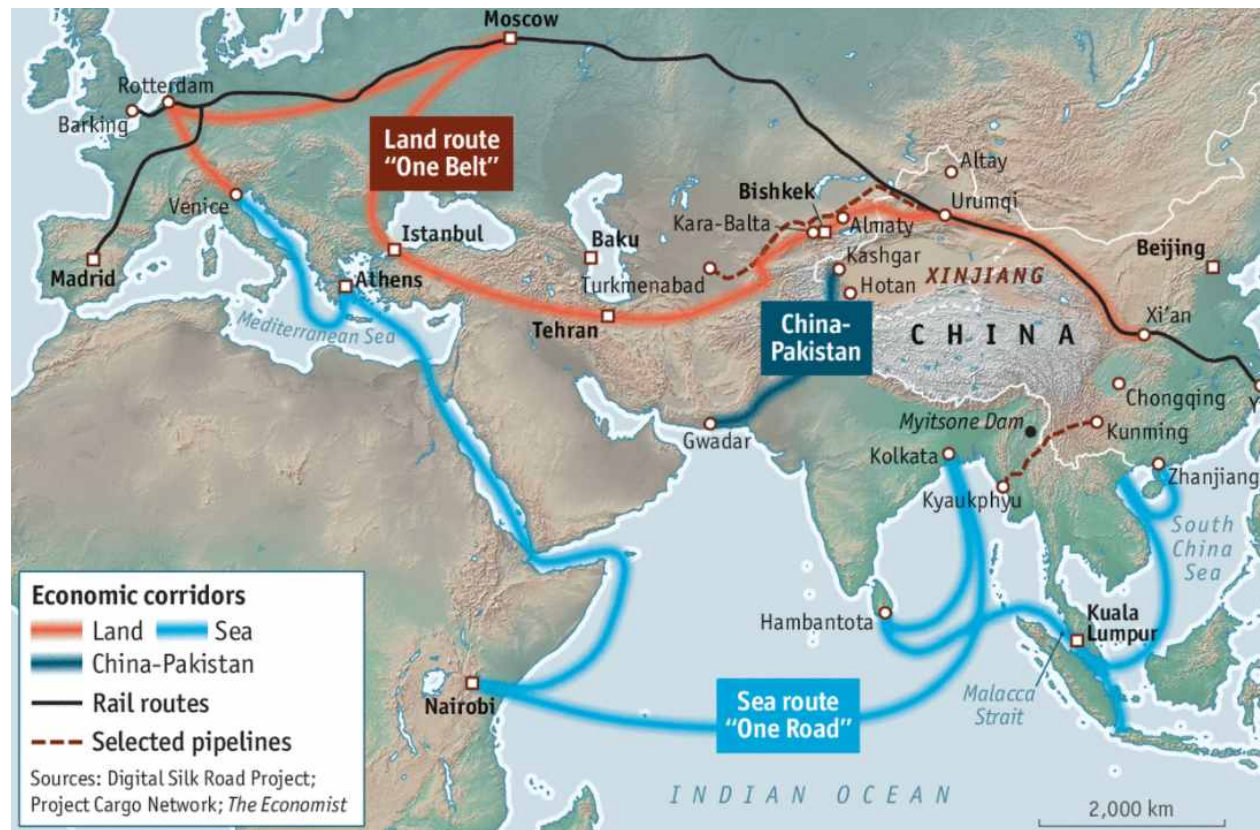 Moscow
Rotterdam
Barking
Land route
“One Belt”
Altay
Bishkek
Urumqi
Venice
Kara-Balta
Almaty
Istanbul
Baku
Kashgar
Beijing
Madrid
Athens
Turkmenabad
Hotan
XINJIANG
Mediterranean Sea
Tehran
China-
Pakistan
CHINA
Xi’an
Chongqing
Myitsone Dam
Gwadar
Kunming
Kolkata
Zhanjiang
Kyaukphyu
South
China
Sea
Economic corridors
Land
Sea
China-Pakistan
Rail routes
Selected pipelines
Sources: Digital Silk Road Project;
Project Cargo Network; The Economist
Hambantota
Kuala
Lumpur
Nairobi
Sea route
“One Road”
Malacca
Strait
INDIAN OCEAN
2,000 km